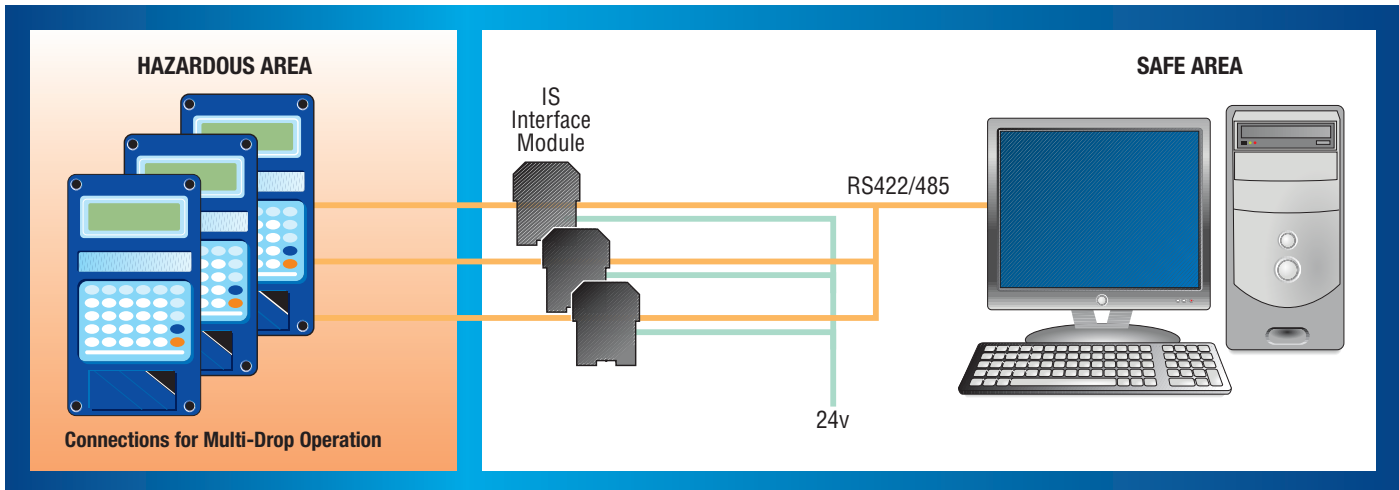 HAZARDOUS AREA
Connections for Multi-Drop Operation
SAFE AREA
IS
Interface
Module
RS422/485
24v